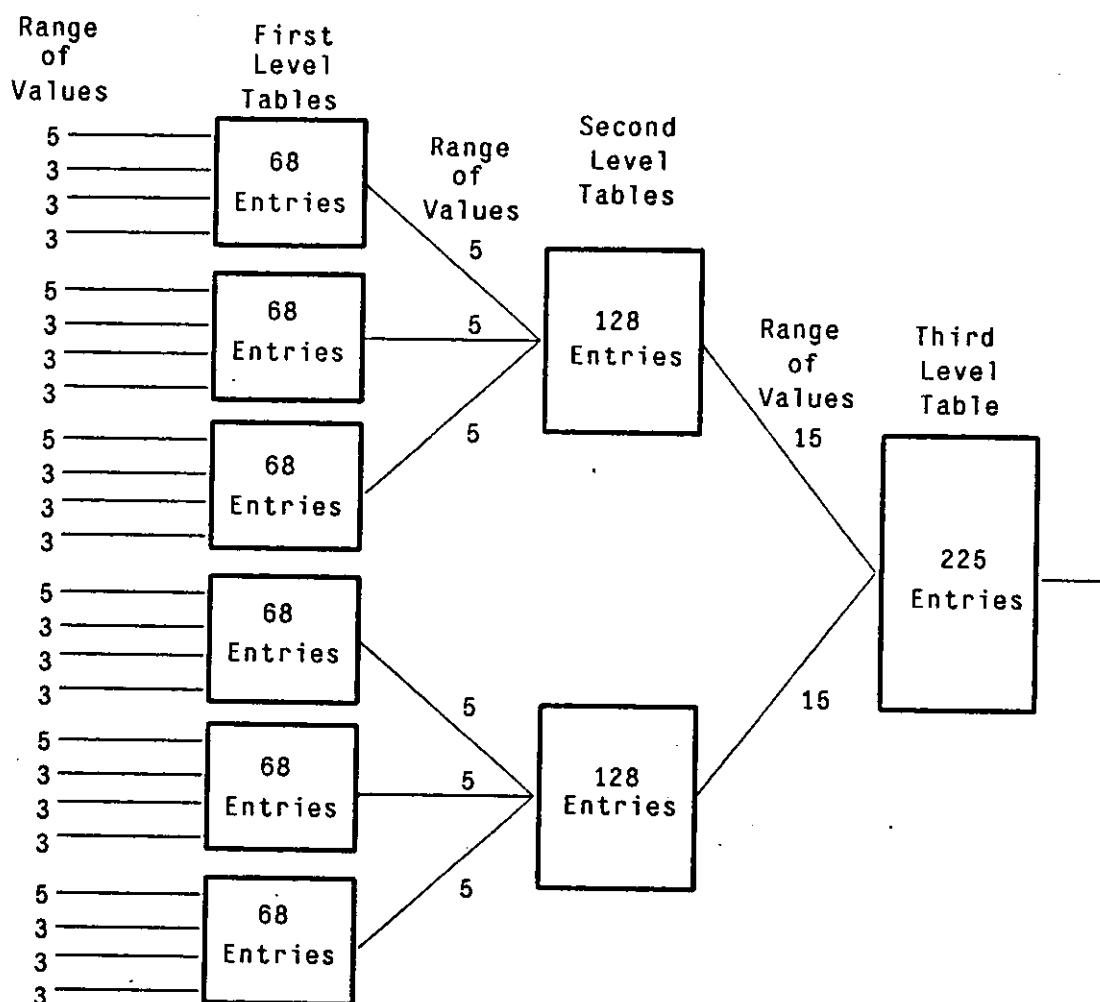 Range
of
Values
First
Level
Tables
5
3
3
3
68
Entries
5
3
3
3
68
Entries
5
3
3
3
68
Entries
5
3
3
3
68
Entries
5
3
3
3
68
Entries
5
3
3
3
68
Entries
Range
of
Values
5
5
5
5
5
5
Second
Level
Tables
128
Entries
128
Entries
Range
of
Values
15
15
Third
Level
Table
225
Entries